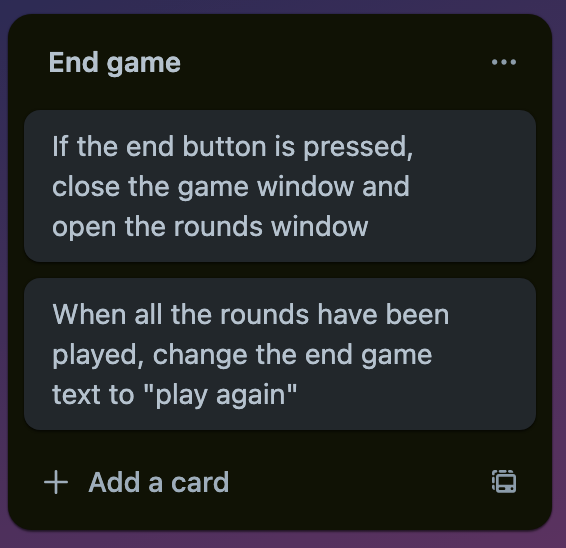 End game
If the end button is pressed,
close the game window and
open the rounds window
When all the rounds have been
played, change the end game
text to "play again"
Add a card